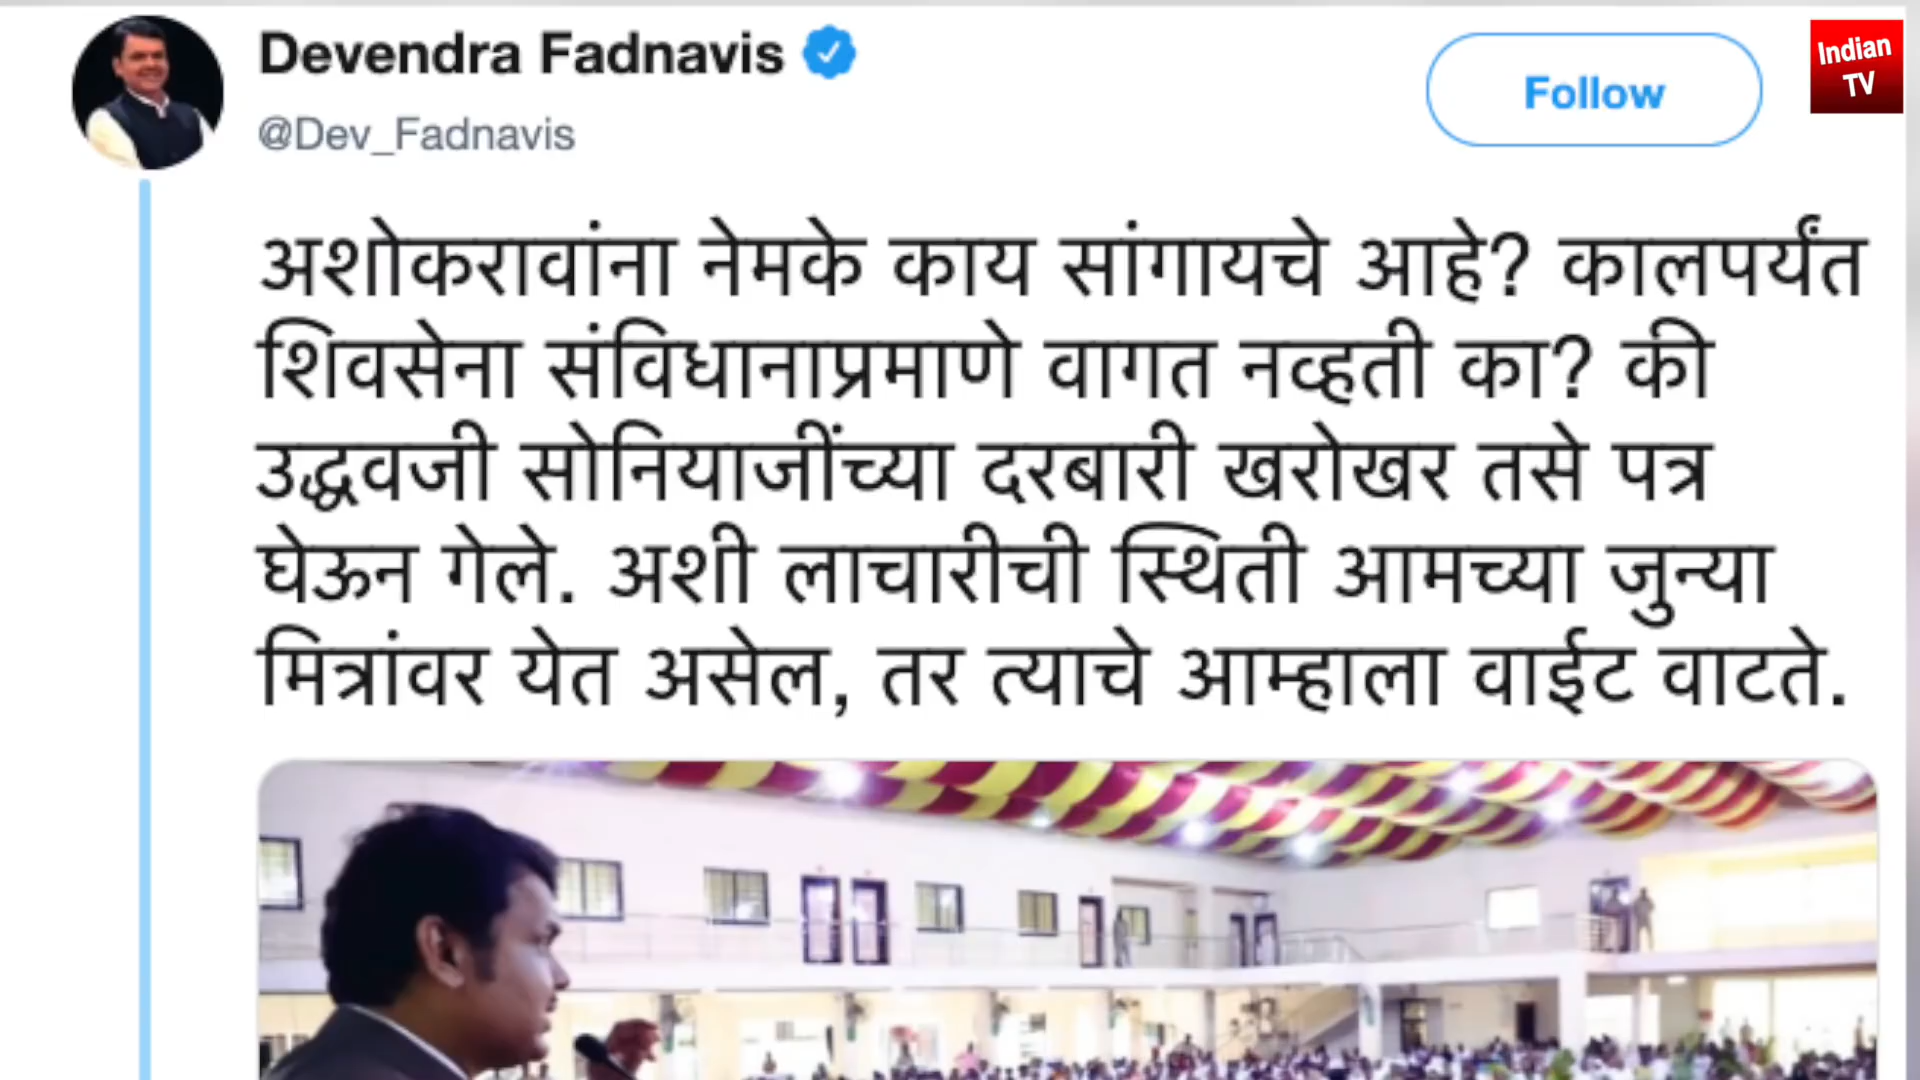 Devendra Fadnavis
@Dev_Fadnavis
Follow
Indian
TV
अशोकरावांना नेमके काय सांगायचे आहे? कालपर्यंत
शिवसेना संविधानाप्रमाणे वागत नव्हती का? की
उद्धवजी सोनियाजींच्या दरबारी खरोखर तसे पत्र
घेऊन गेले. अशी लाचारीची स्थिती आमच्या जुन्या
मित्रांवर येत असेल, तर त्याचे आम्हाला वाईट वाटते.